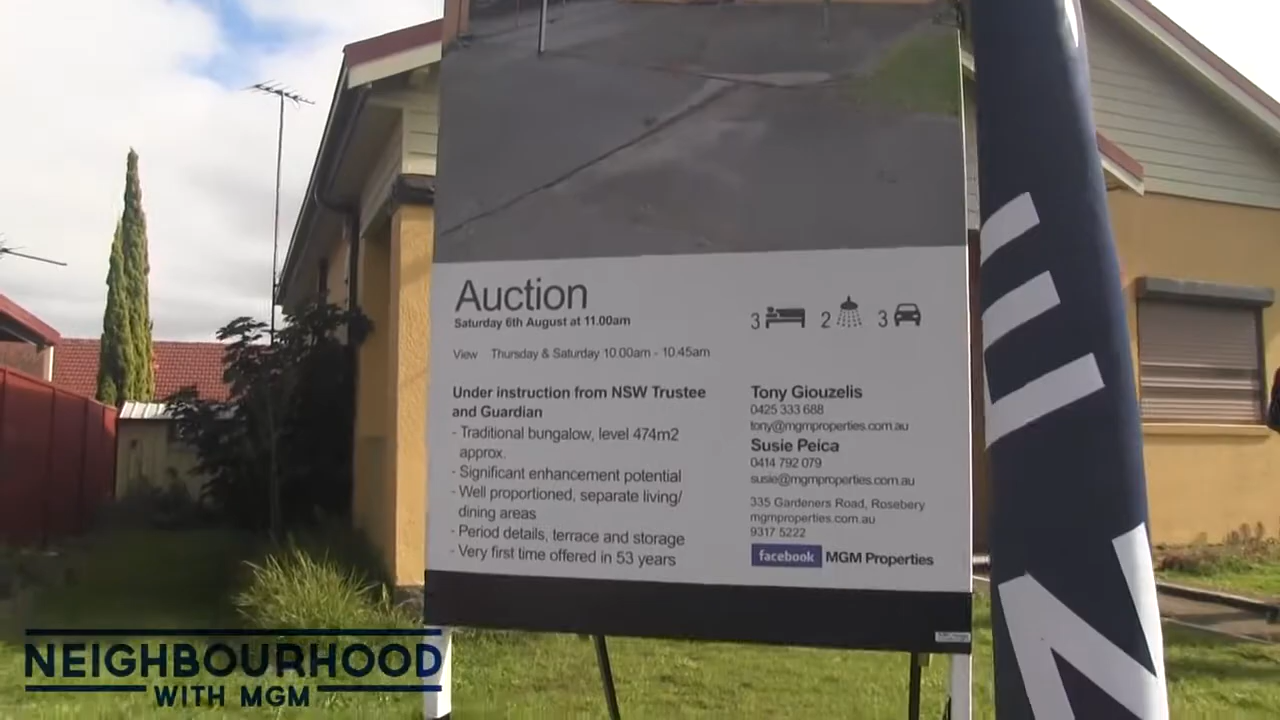 Auction
Saturday 6th August at 11.00am
3 2 3
View Thursday & Saturday 10.00am - 10.45am
Under instruction from NSW Trustee
and Guardian
- Traditional bungalow, level 474m2
approx.
- Significant enhancement potential
- Well proportioned, separate living/
dining areas
- Period details, terrace and storage
- Very first time offered in 53 years
Tony Giouzelis
0425 333 688
tony@mgmproperties.com.au
Susie Peica
0414 792 079
susie@mgmproperties.com.au
335 Gardeners Road, Rosebery
mgmproperties.com.au
9317 5222
facebook MGM Properties
NEIGHBOURHOOD
WITH MGM